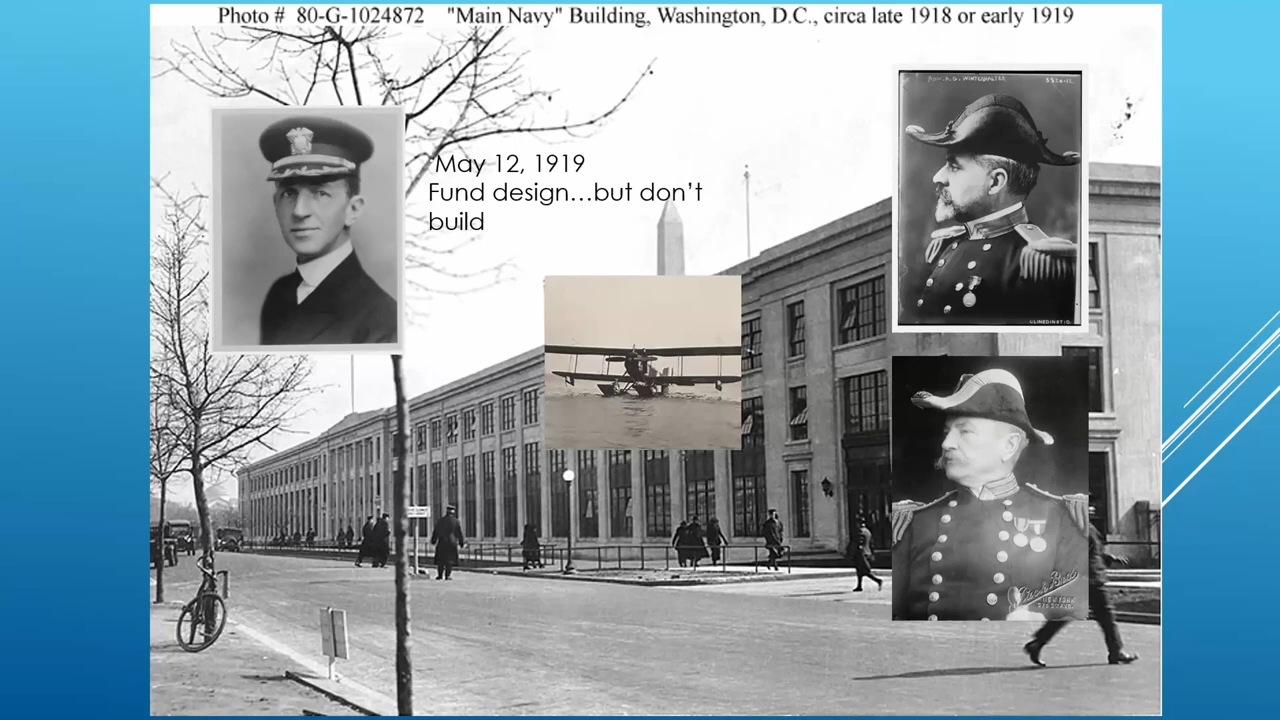 Photo #  80-G-1024872    "Main Navy" Building, Washington, D.C., circa late 1918 or early 1919
May 12, 1919
Fund design…but don’t
build